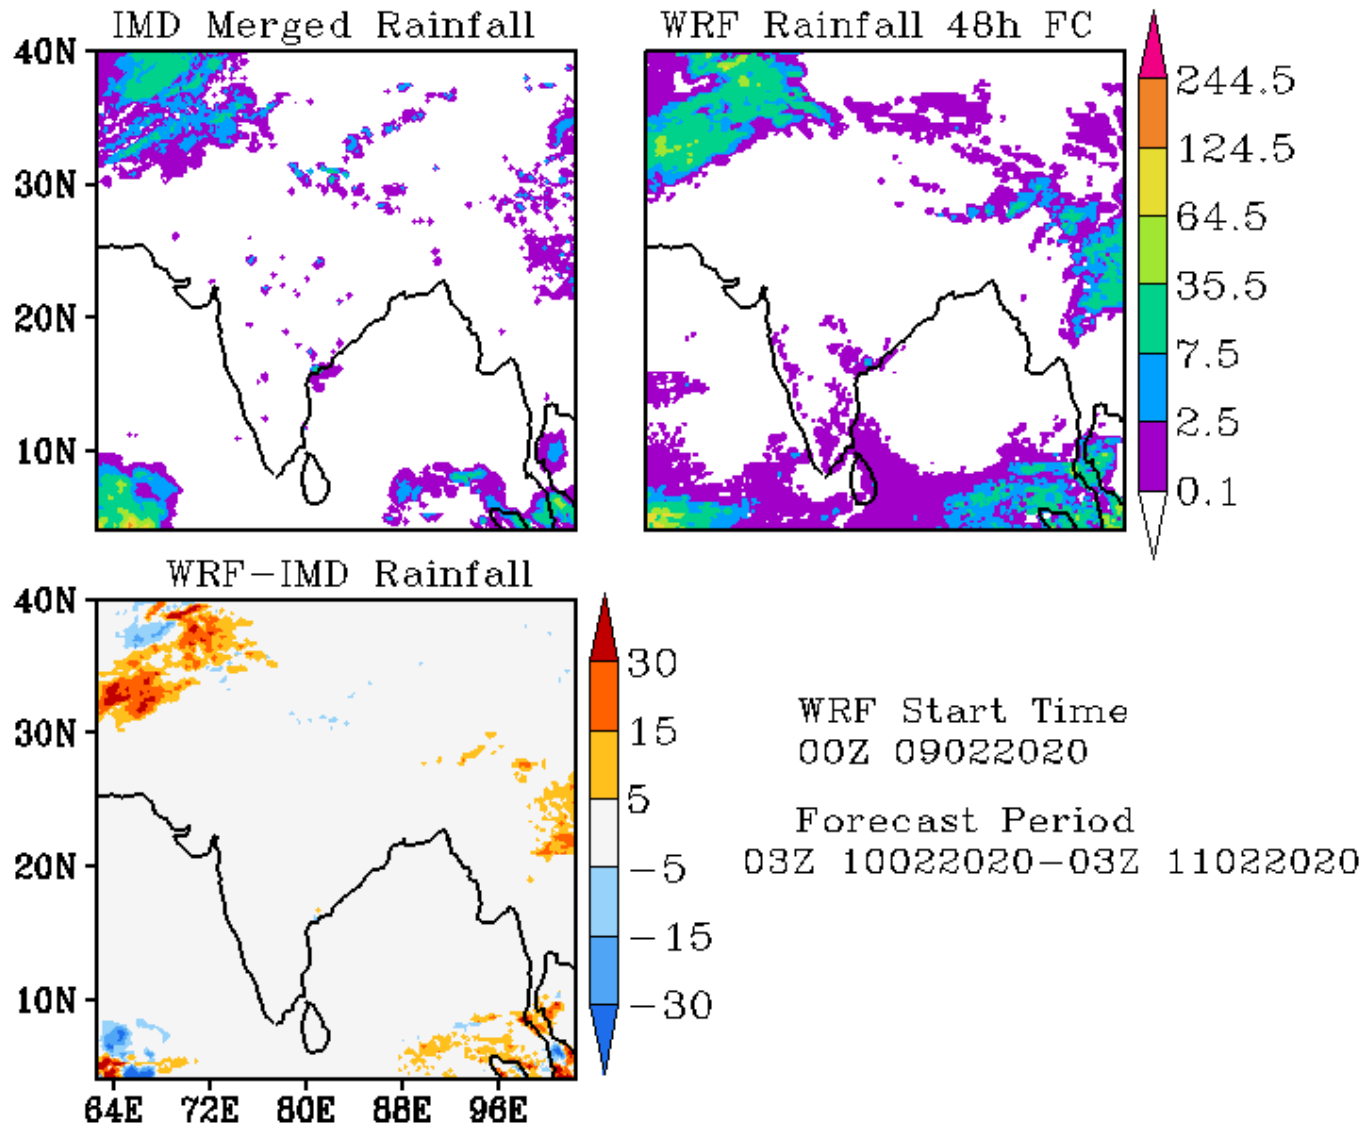 IMD Merged Rainfall
WRF Rainfall 48h FC
40N
30N
20N
10N
244.5
124.5
64.5
35.5
7.5
2.5
0.1
WRF-IMD Rainfall
40N
30N
20N
10N
64E 72E 80E 88E 96E
30
15
5
-5
-15
-30
WRF Start Time
00Z 09022020
Forecast Period
03Z 10022020-03Z 11022020